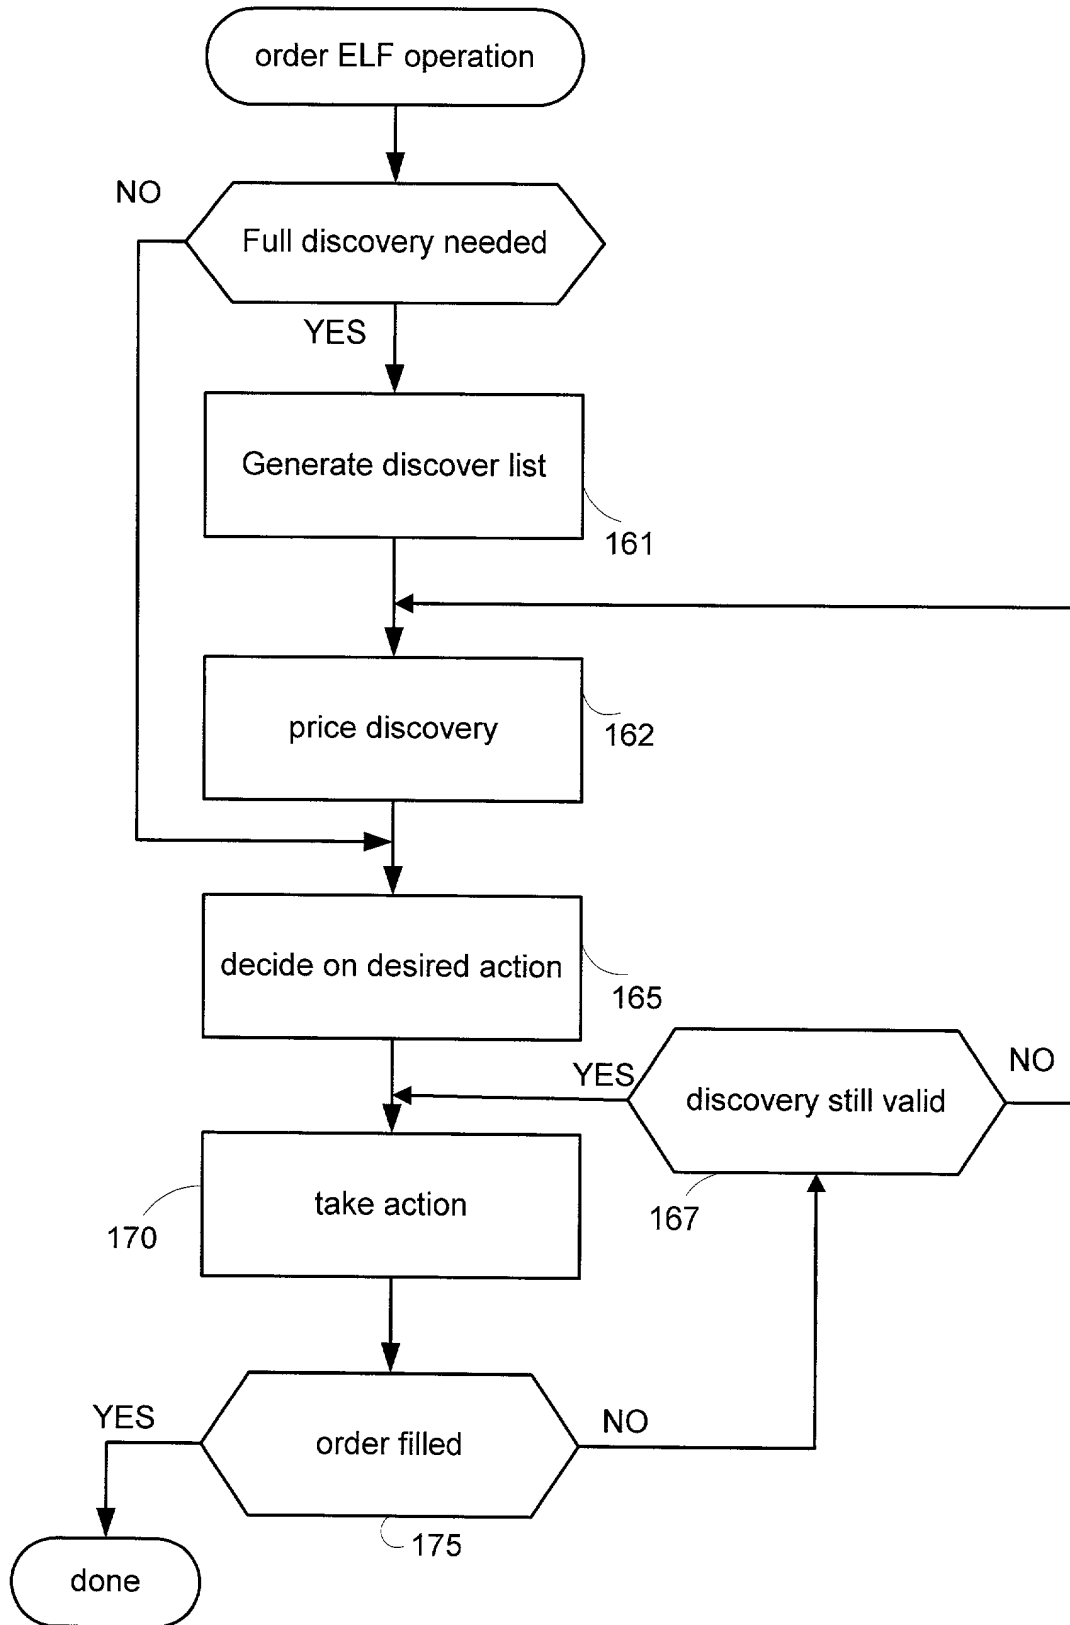 order ELF operation
NO
Full discovery needed
YES
Generate discover list
161
price discovery
162
decide on desired action
165
YES
discovery still valid
NO
167
take action
170
YES
order filled
NO
175
done